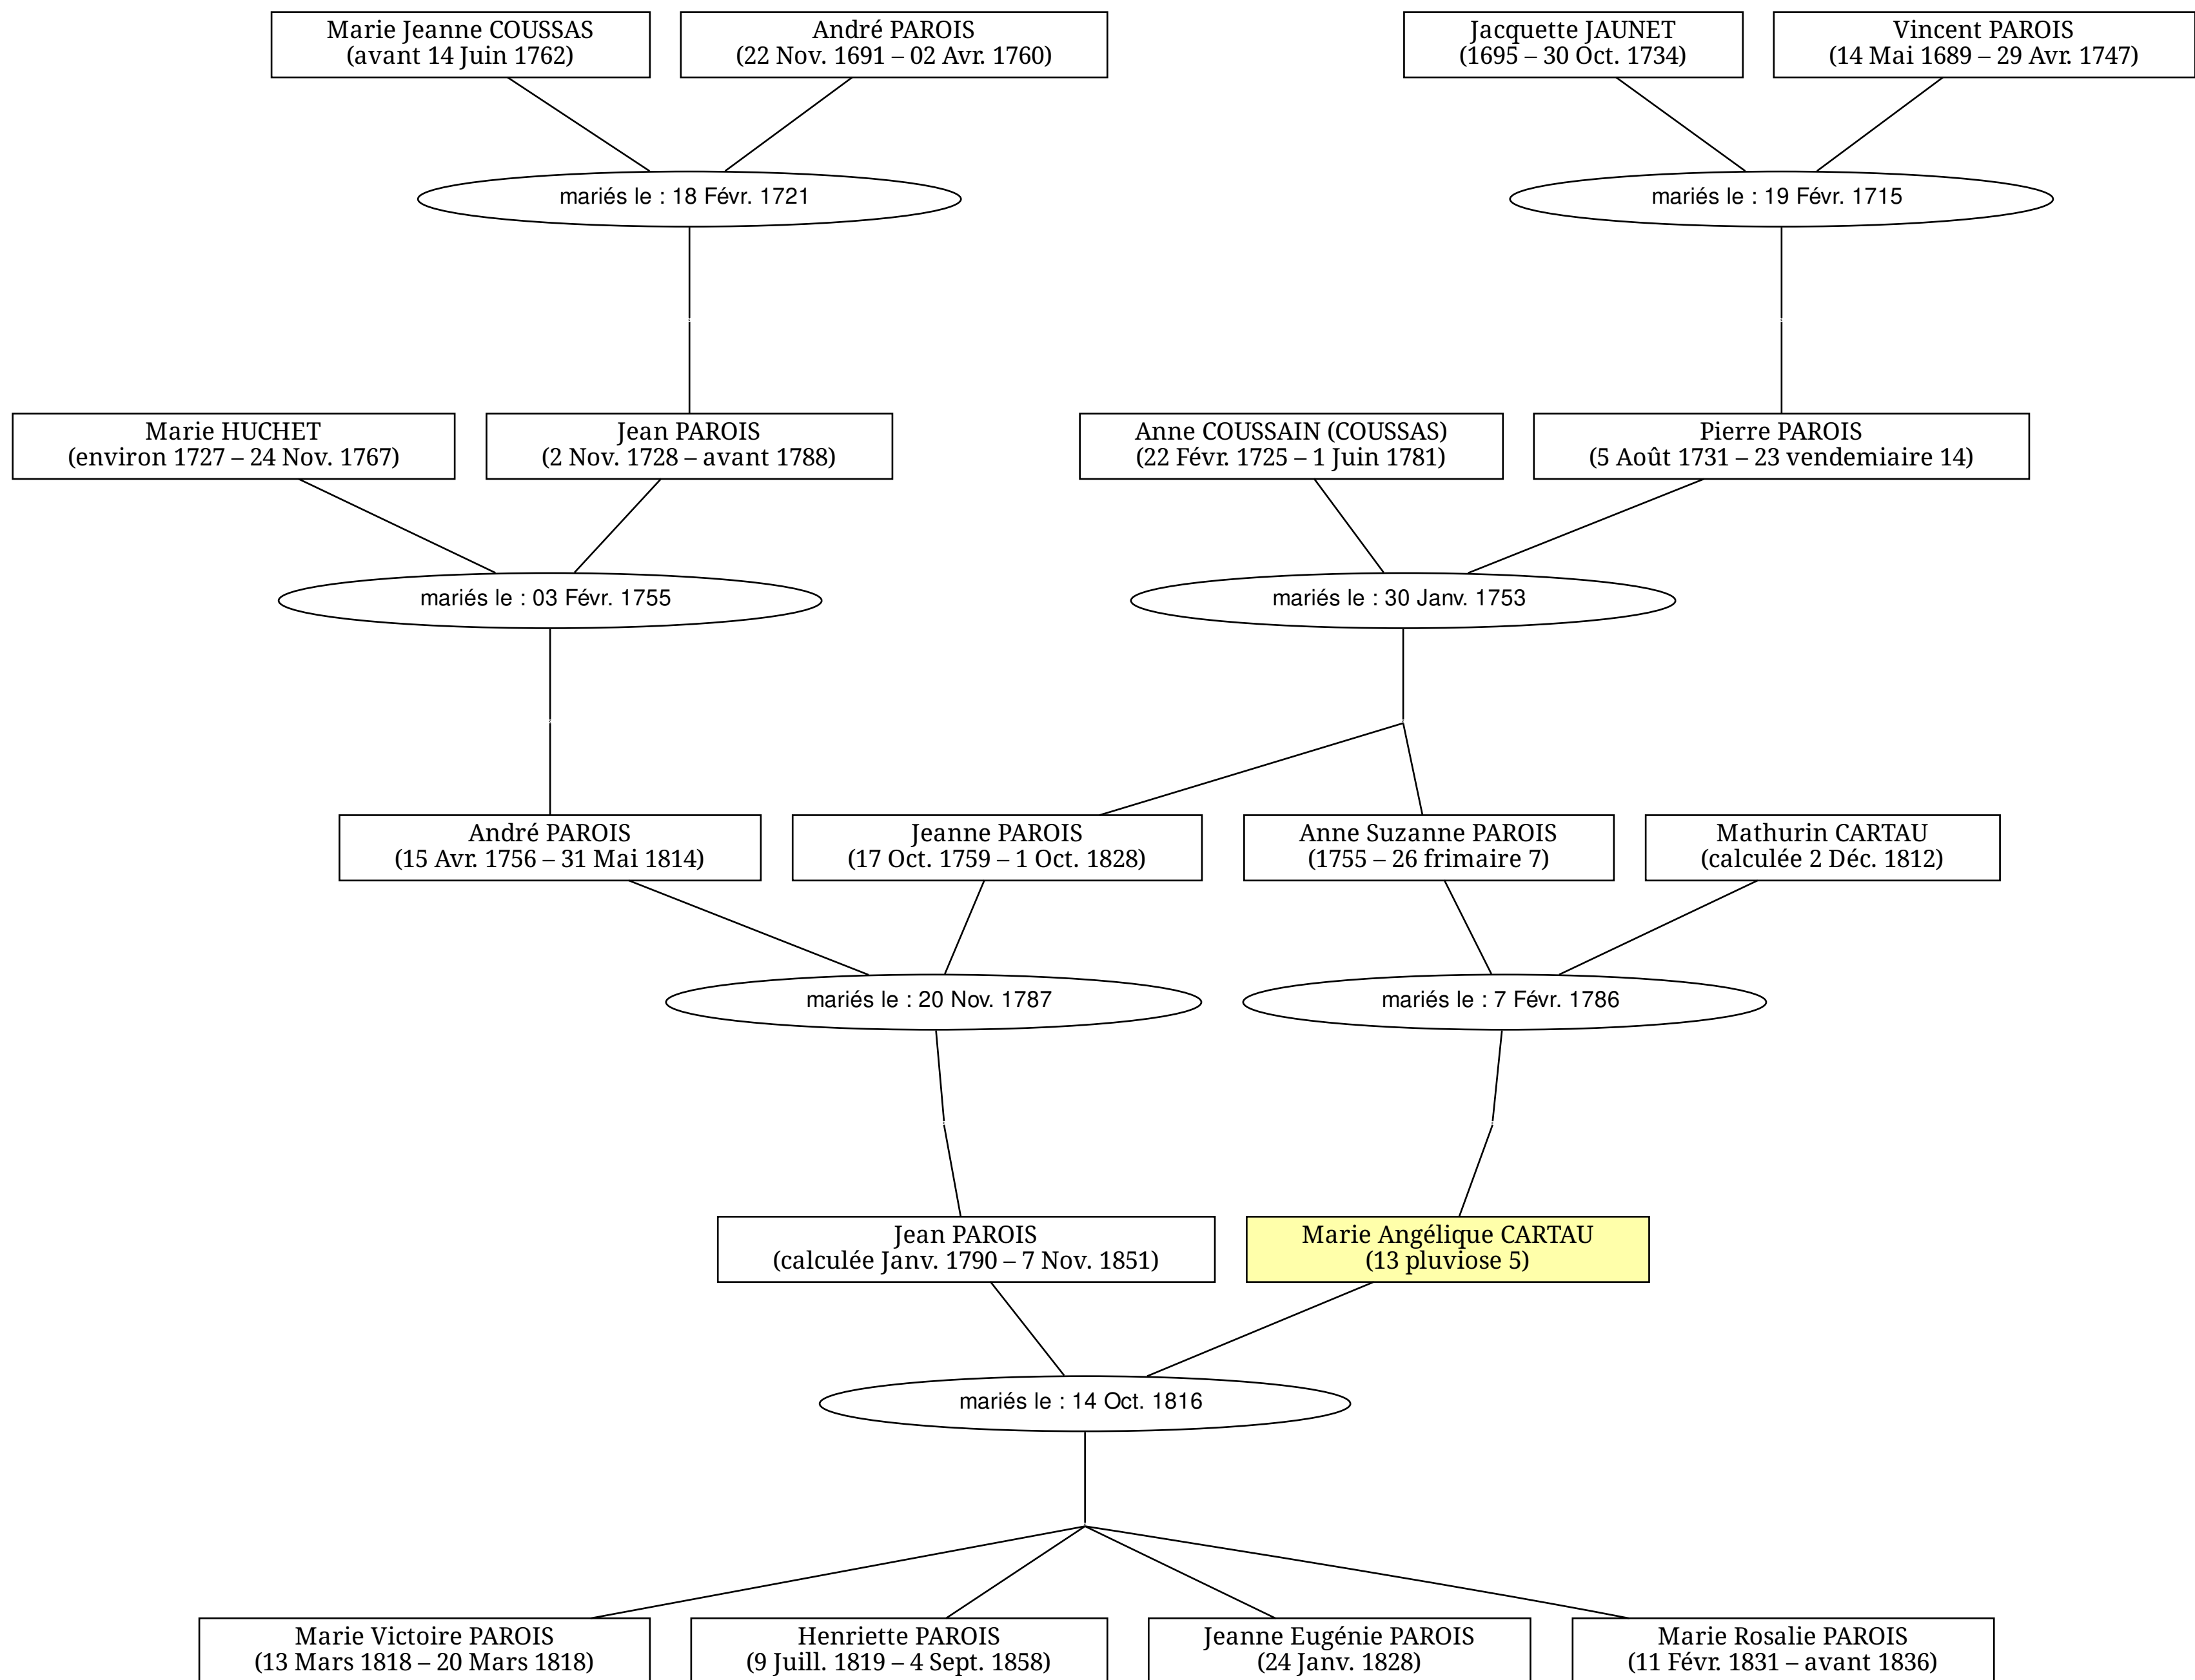 Marie Jeanne COUSSAS
(avant 14 Juin 1762)
André PAROIS
(22 Nov. 1691 – 02 Avr. 1760)
Jacquette JAUNET
(1695 – 30 Oct. 1734)
Vincent PAROIS
(14 Mai 1689 – 29 Avr. 1747)
mariés le : 18 Févr. 1721
mariés le : 19 Févr. 1715
Marie HUCHET
(environ 1727 – 24 Nov. 1767)
Jean PAROIS
(2 Nov. 1728 – avant 1788)
Anne COUSSAIN (COUSSAS)
(22 Févr. 1725 – 1 Juin 1781)
Pierre PAROIS
(5 Août 1731 – 23 vendemiaire 14)
mariés le : 03 Févr. 1755
mariés le : 30 Janv. 1753
André PAROIS
(15 Avr. 1756 – 31 Mai 1814)
Jeanne PAROIS
(17 Oct. 1759 – 1 Oct. 1828)
Anne Suzanne PAROIS
(1755 – 26 frimaire 7)
Mathurin CARTAU
(calculée 2 Déc. 1812)
mariés le : 20 Nov. 1787
mariés le : 7 Févr. 1786
Jean PAROIS
(calculée Janv. 1790 – 7 Nov. 1851)
Marie Angélique CARTAU
(13 pluviose 5)
mariés le : 14 Oct. 1816
Marie Victoire PAROIS
(13 Mars 1818 – 20 Mars 1818)
Henriette PAROIS
(9 Juill. 1819 – 4 Sept. 1858)
Jeanne Eugénie PAROIS
(24 Janv. 1828)
Marie Rosalie PAROIS
(11 Févr. 1831 – avant 1836)